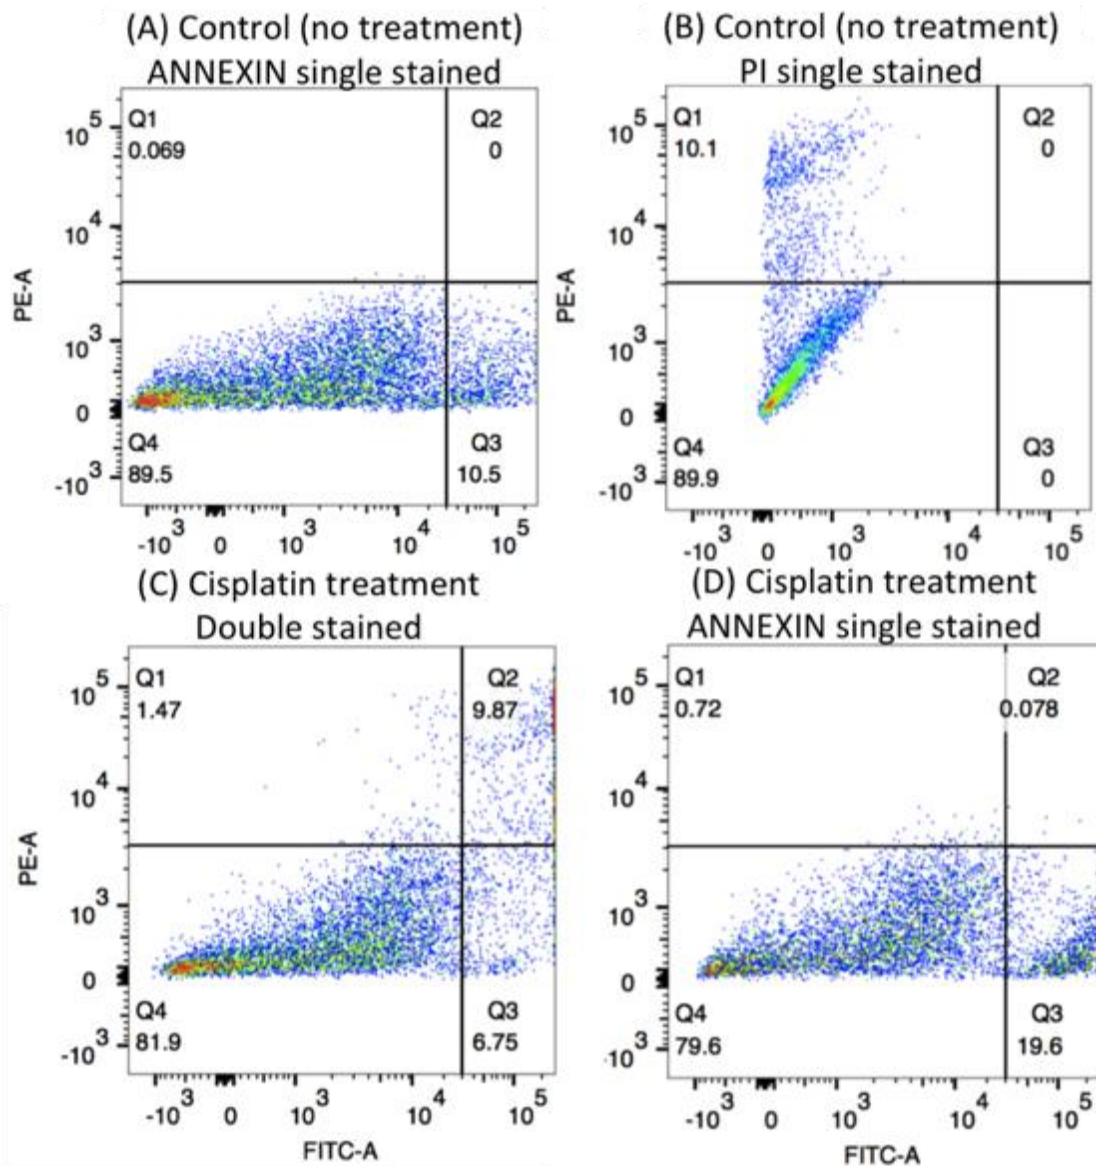 (A) Control (no treatment)
ANNEXIN single stained
Q1
0.069
Q2
0
10^5
10^4
10^3
0
-10^3
PE-A
Q4
89.5
Q3
10.5
-10^3 0 10^3 10^4 10^5
(B) Control (no treatment)
PI single stained
Q1
10.1
Q2
0
10^5
10^4
10^3
0
-10^3
PE-A
Q4
89.9
Q3
0
-10^3 0 10^3 10^4 10^5
(C) Cisplatin treatment
Double stained
Q1
1.47
Q2
9.87
10^5
10^4
10^3
0
-10^3
PE-A
Q4
81.9
Q3
6.75
-10^3 0 10^3 10^4 10^5
FITC-A
(D) Cisplatin treatment
ANNEXIN single stained
Q1
0.72
Q2
0.078
10^5
10^4
10^3
0
-10^3
Q4
79.6
Q3
19.6
-10^3 0 10^3 10^4 10^5
FITC-A